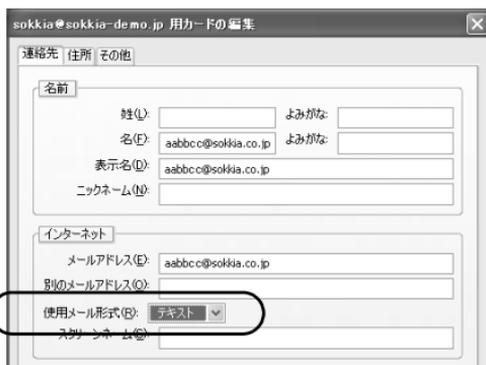 sokkia@sokkia-demo.jp 用カードの編集
連絡先 住所 その他
名前
姓(L): よみがな:
名(F): aabbcc@sokkia.co.jp よみがな:
表示名(D): aabbcc@sokkia.co.jp
ニックネーム(N):
インターネット
メールアドレス(E): aabbcc@sokkia.co.jp
別のメールアドレス(O):
使用メール形式(R): テキスト
スクリーンネーム(S):